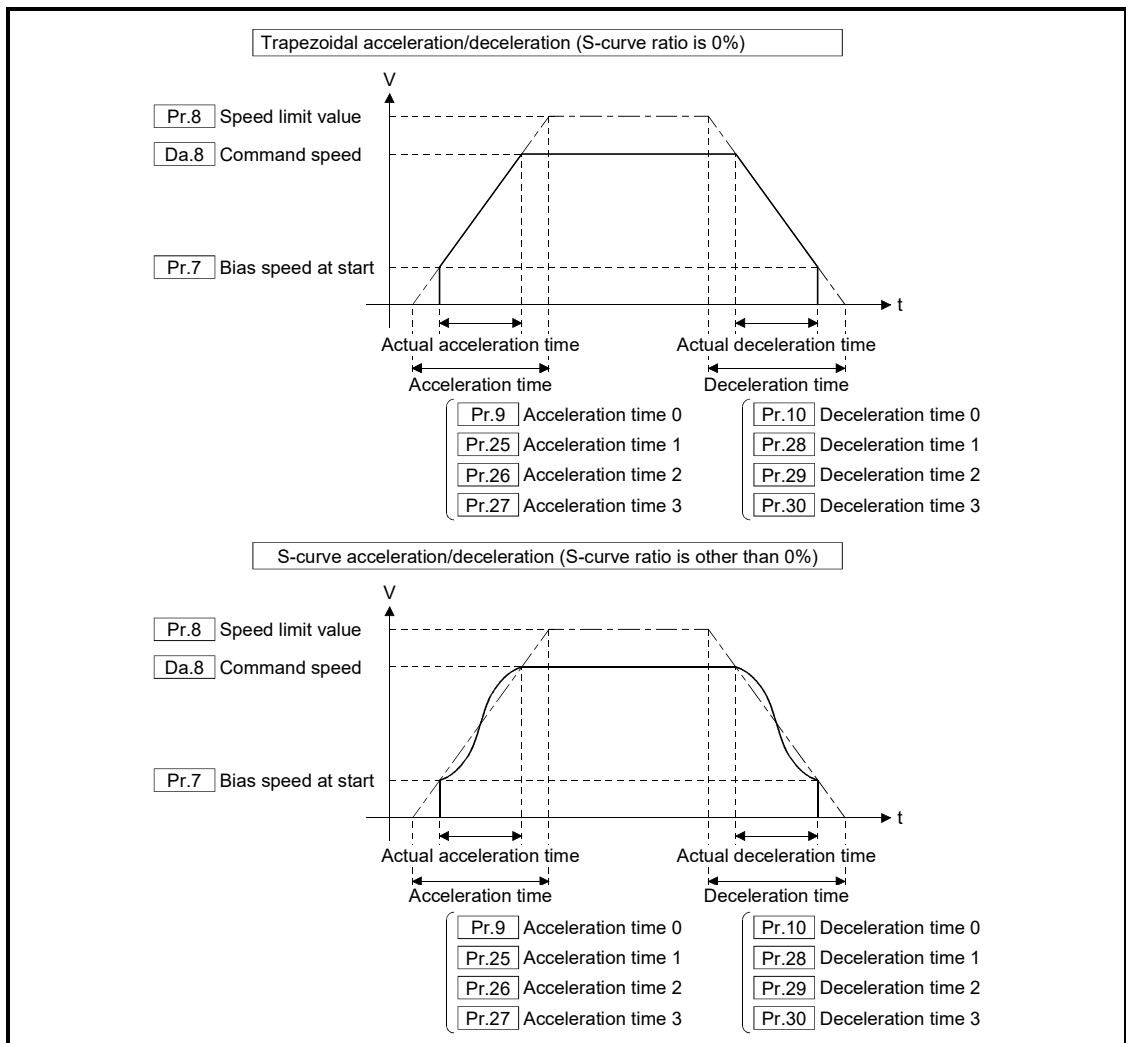 Trapezoidal acceleration/deceleration (S-curve ratio is 0%)
V
Pr.8 Speed limit value
Da.8 Command speed
Pr.7 Bias speed at start
t
Actual acceleration time Actual deceleration time
Acceleration time Deceleration time
Pr.9 Acceleration time 0 Pr.10 Deceleration time 0
Pr.25 Acceleration time 1 Pr.28 Deceleration time 1
Pr.26 Acceleration time 2 Pr.29 Deceleration time 2
Pr.27 Acceleration time 3 Pr.30 Deceleration time 3
S-curve acceleration/deceleration (S-curve ratio is other than 0%)
V
Pr.8 Speed limit value
Da.8 Command speed
Pr.7 Bias speed at start
t
Actual acceleration time Actual deceleration time
Acceleration time Deceleration time
Pr.9 Acceleration time 0 Pr.10 Deceleration time 0
Pr.25 Acceleration time 1 Pr.28 Deceleration time 1
Pr.26 Acceleration time 2 Pr.29 Deceleration time 2
Pr.27 Acceleration time 3 Pr.30 Deceleration time 3